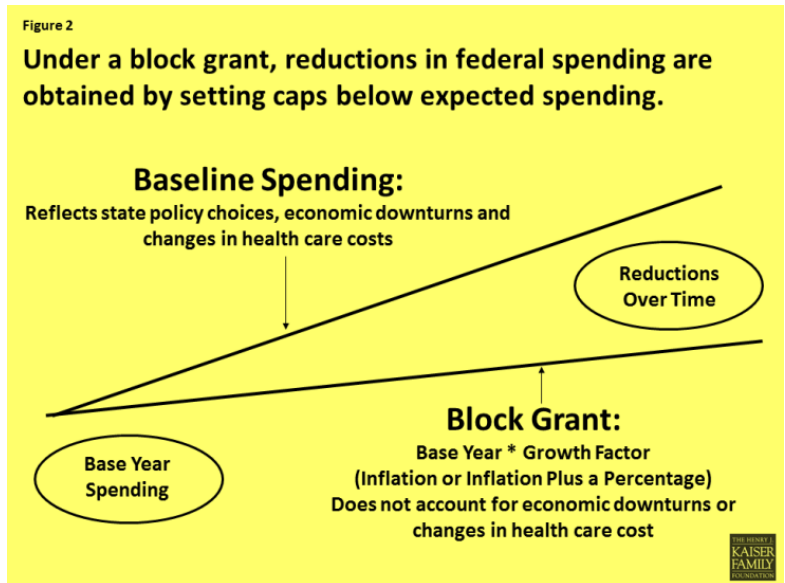 Figure 2
Under a block grant, reductions in federal spending are
obtained by setting caps below expected spending.
Baseline Spending:
Reflects state policy choices, economic downturns and
changes in health care costs
Reductions
Over Time
Block Grant:
Base Year * Growth Factor
(Inflation or Inflation Plus a Percentage)
Does not account for economic downturns or
changes in health care cost
Base Year
Spending
THE HENRY J.
KAISER
FAMILY
FOUNDATION